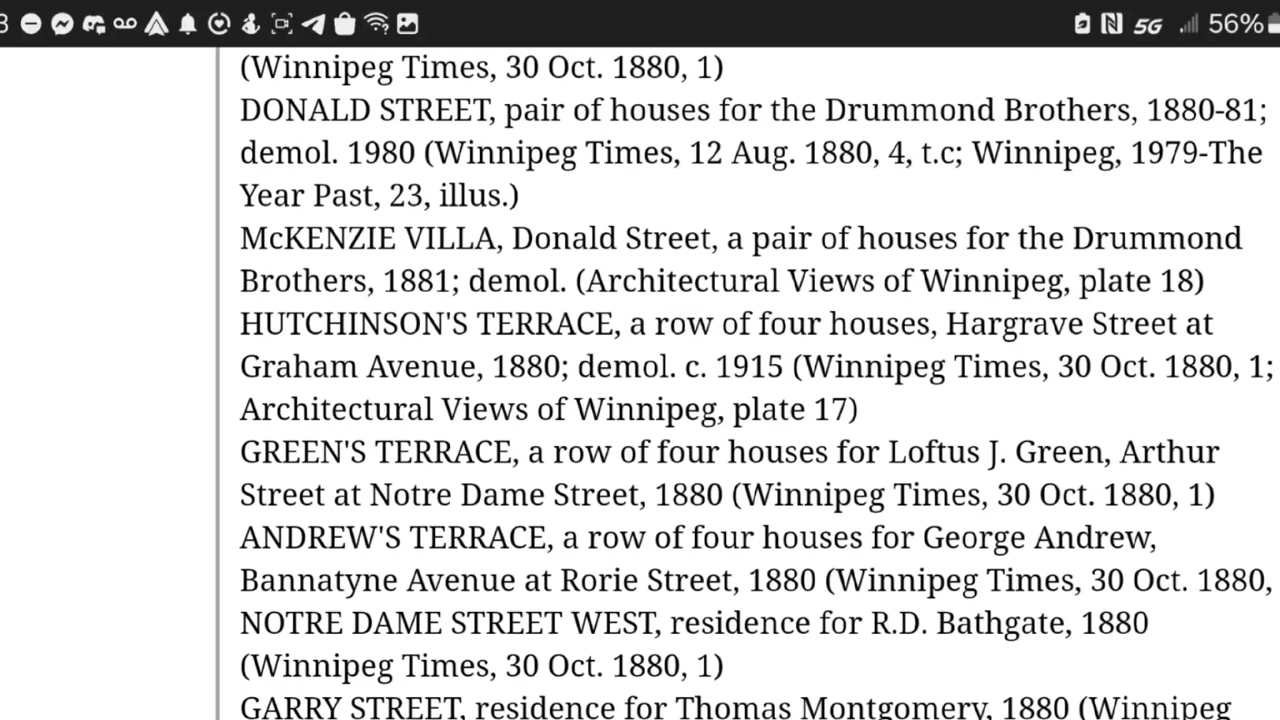 3 5G 56%
(Winnipeg Times, 30 Oct. 1880, 1)
DONALD STREET, pair of houses for the Drummond Brothers, 1880-81;
demol. 1980 (Winnipeg Times, 12 Aug. 1880, 4, t.c; Winnipeg, 1979-The
Year Past, 23, illus.)
McKENZIE VILLA, Donald Street, a pair of houses for the Drummond
Brothers, 1881; demol. (Architectural Views of Winnipeg, plate 18)
HUTCHINSON'S TERRACE, a row of four houses, Hargrave Street at
Graham Avenue, 1880; demol. c. 1915 (Winnipeg Times, 30 Oct. 1880, 1;
Architectural Views of Winnipeg, plate 17)
GREEN'S TERRACE, a row of four houses for Loftus J. Green, Arthur
Street at Notre Dame Street, 1880 (Winnipeg Times, 30 Oct. 1880, 1)
ANDREW'S TERRACE, a row of four houses for George Andrew,
Bannatyne Avenue at Rorie Street, 1880 (Winnipeg Times, 30 Oct. 1880,
NOTRE DAME STREET WEST, residence for R.D. Bathgate, 1880
(Winnipeg Times, 30 Oct. 1880, 1)
GARRY STREET, residence for Thomas Montgomery, 1880 (Winnipeg